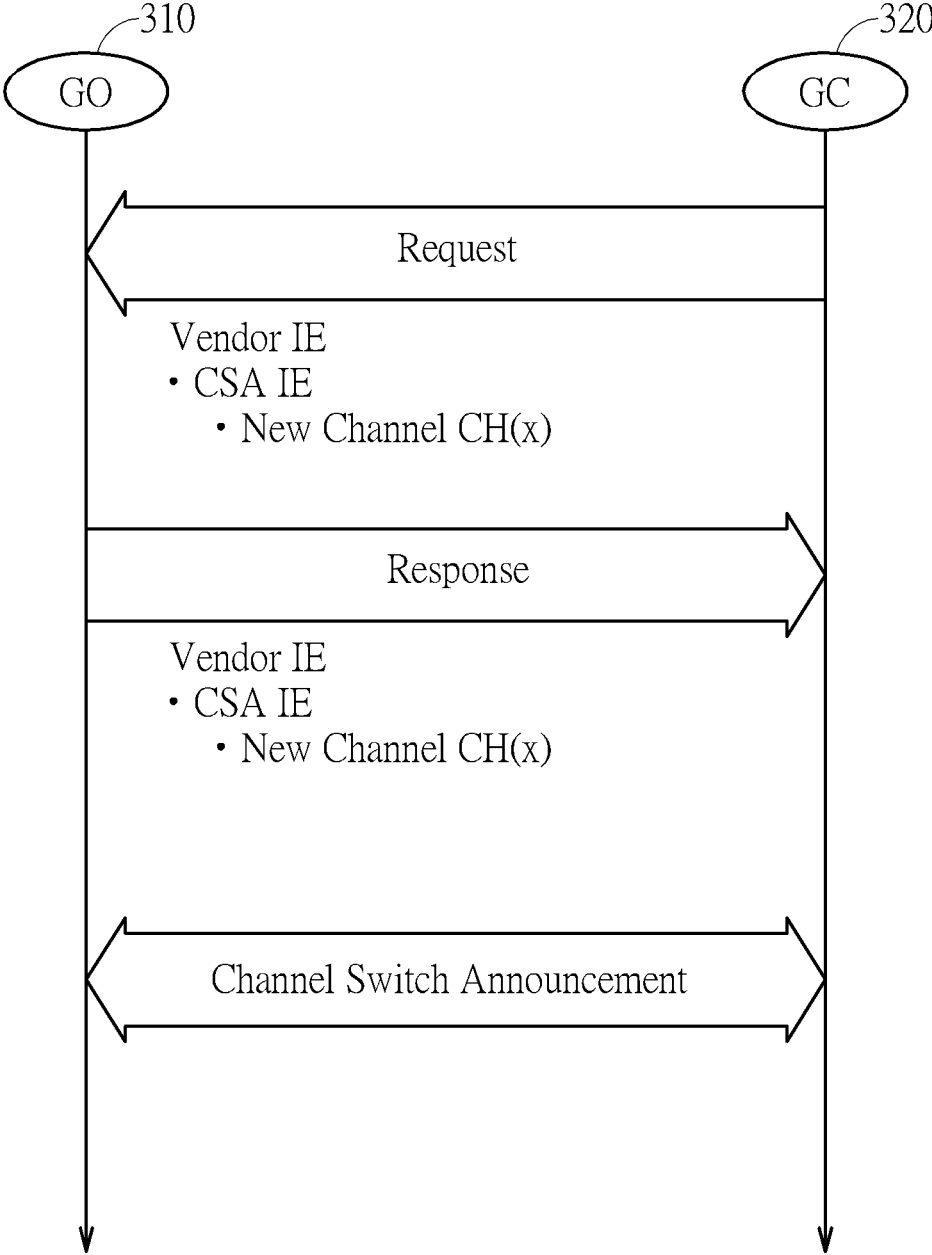 310
320
GO
GC
Request
Vendor IE
• CSA IE
• New Channel CH(x)
Response
Vendor IE
• CSA IE
• New Channel CH(x)
Channel Switch Announcement